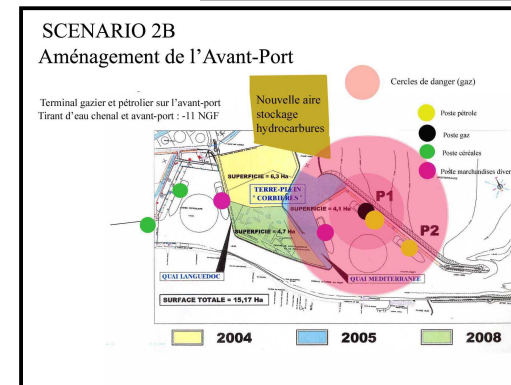 SCENARIO 2B
Aménagement de l'Avant-Port
Terminal gazier et pétrolier sur l'avant-port
Tirant d'eau chenal et avant-port : -11 NGF
Nouvelle aire
stockage
hydrocarbures
Cercles de danger (gaz)
Poste pétrole
Poste gaz
Poste céréales
Poste marchandises diver
SUPERFICIE = 6,3 Ha
TERRE-PLEIN
" CORBIERES "
SUPERFICIE = 4,1 Ha
SUPERFICIE = 4,7 Ha
P1
P2
QUAI LANGUEDOC
QUAI MEDITERRANEE
SURFACE TOTALE = 15,17 Ha
2004
2005
2008